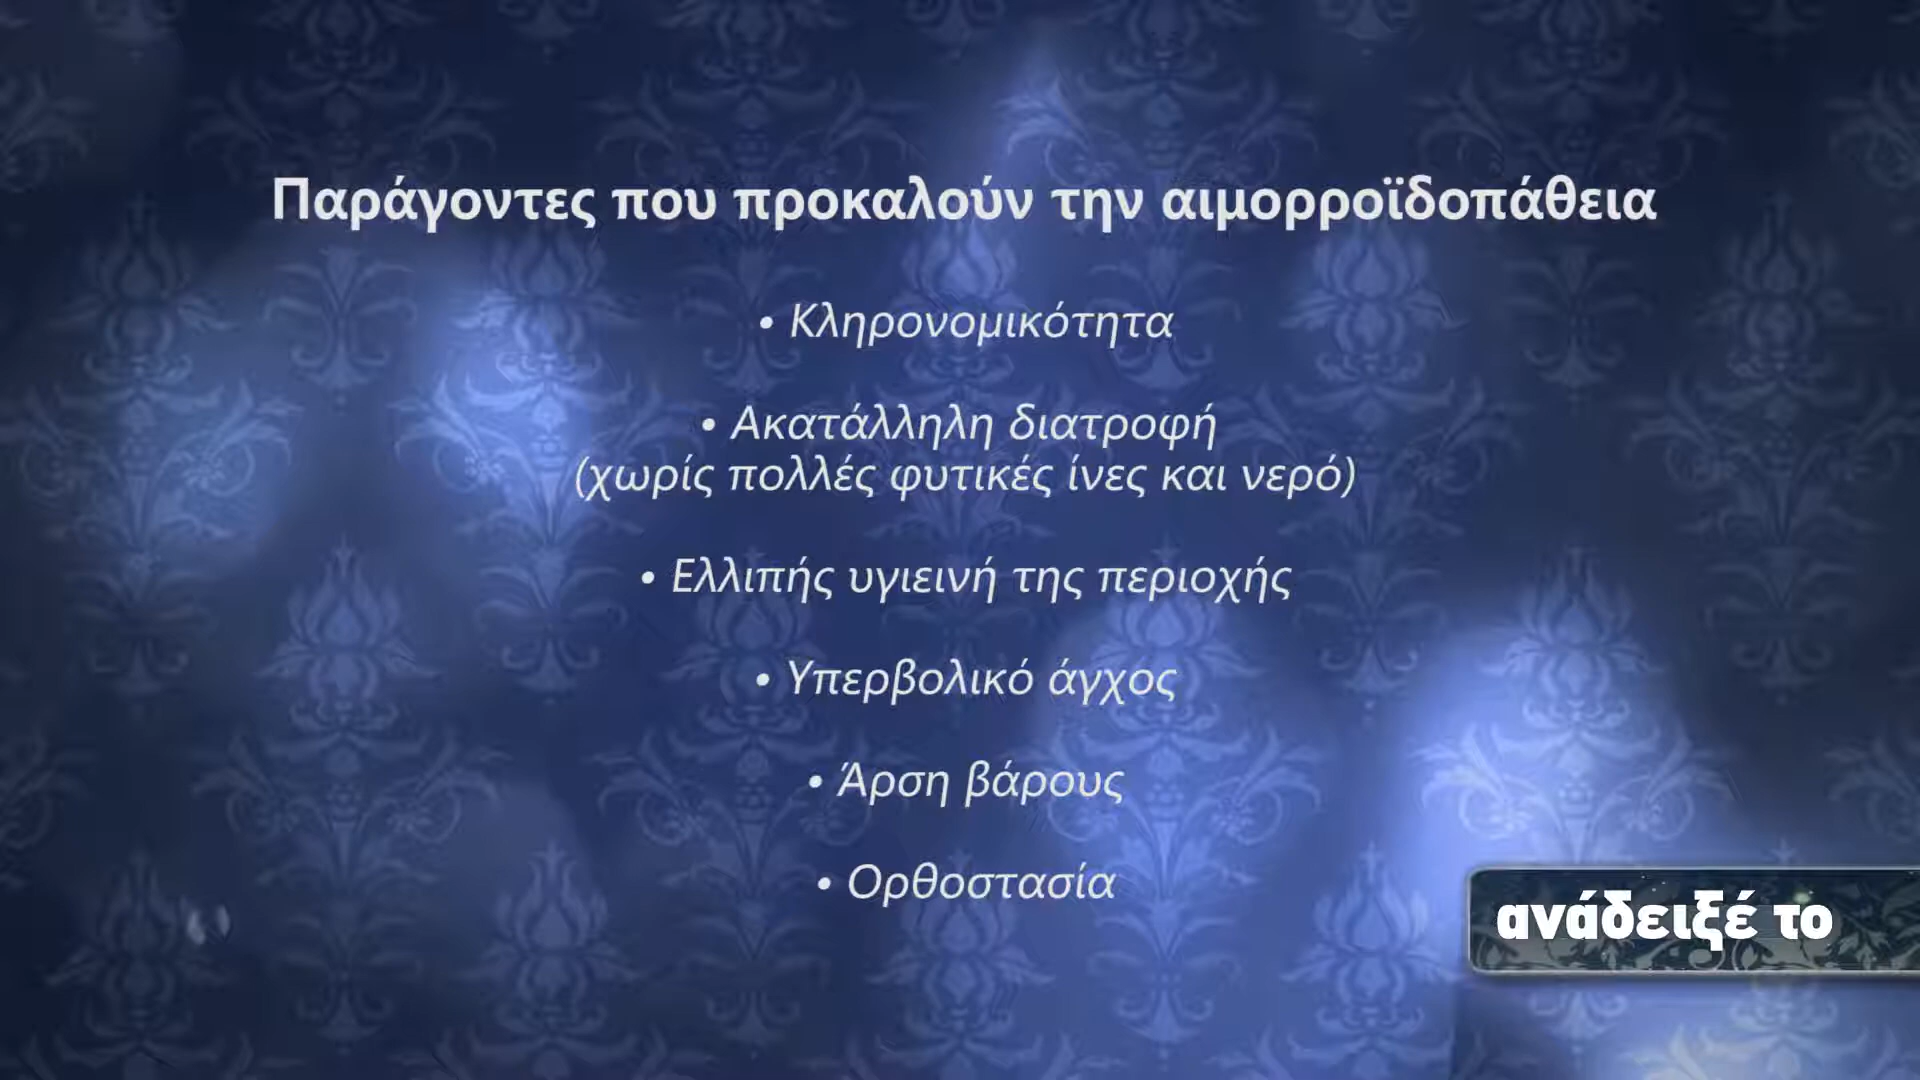 Παράγοντες που προκαλούν την αιμορροϊδοπάθεια
• Κληρονομικότητα
• Ακατάλληλη διατροφή
(χωρίς πολλές φυτικές ίνες και νερό)
• Ελλιπής υγιεινή της περιοχής
• Υπερβολικό άγχος
• Άρση βάρους
• Ορθοστασία
ανάδειξέ το